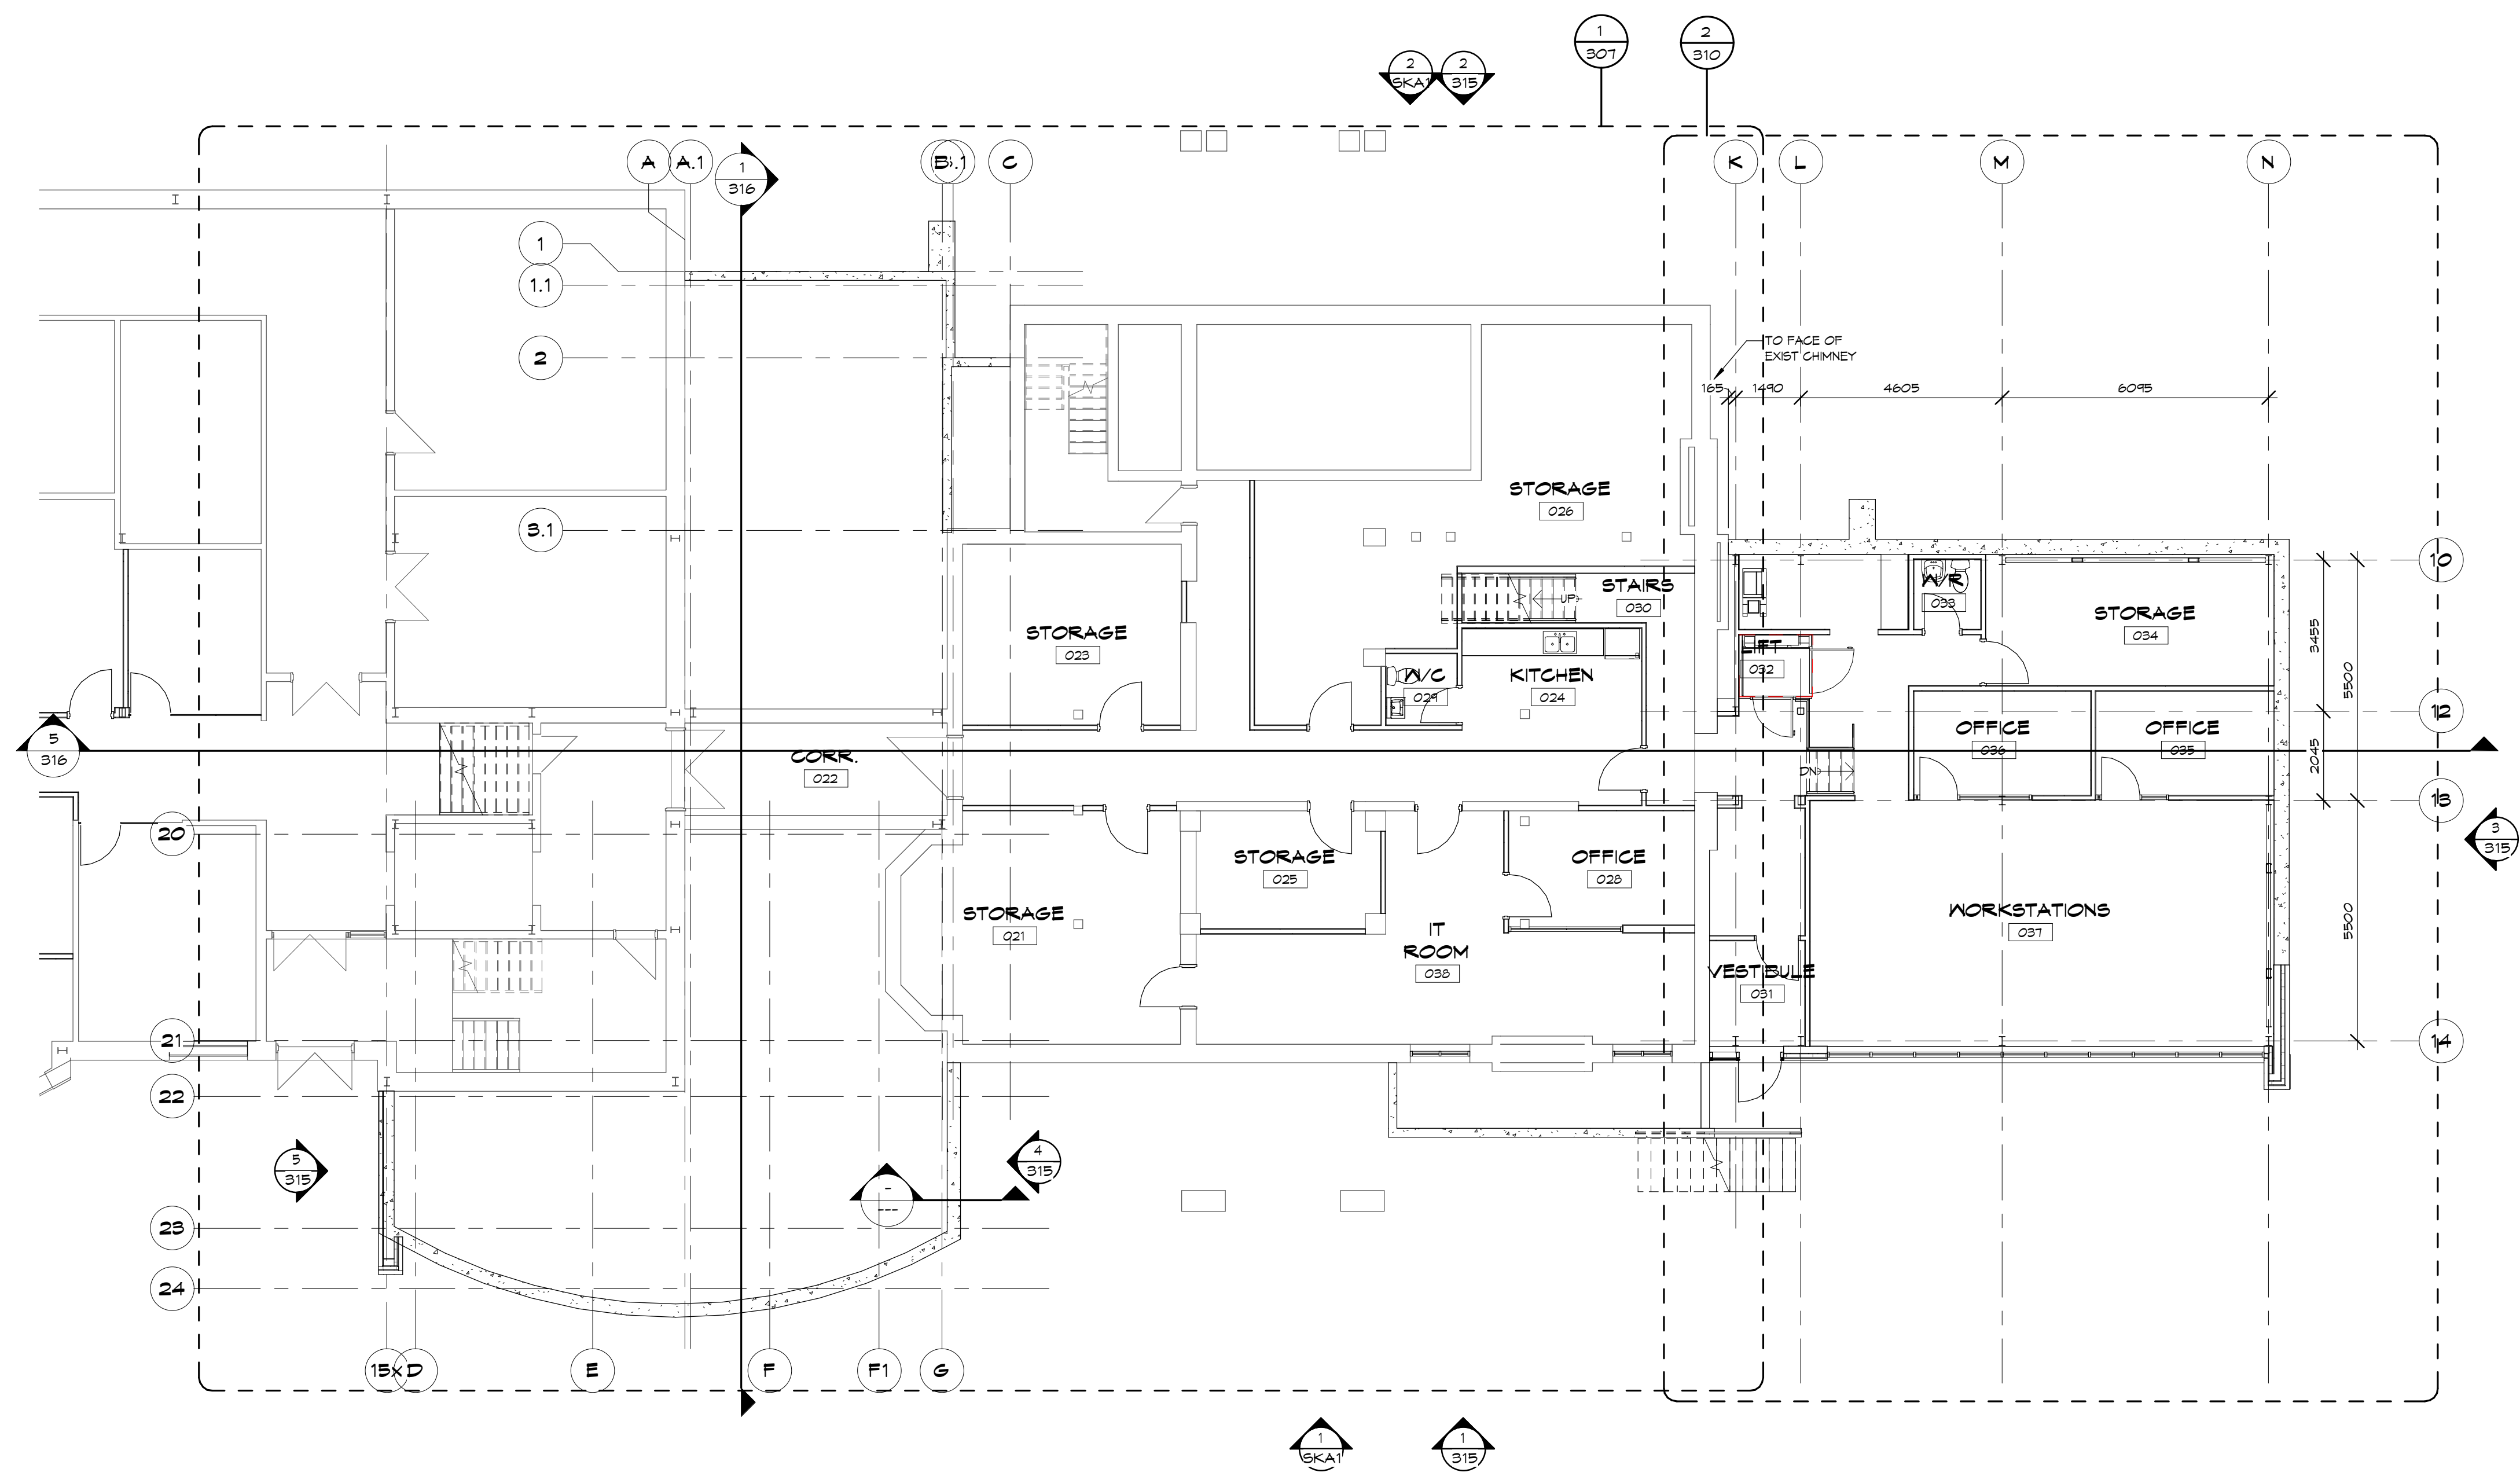 1
307
2
310
2
SKA1
2
315
A
A.1
1
316
B
B.1
C
K
L
M
N
1
1.1
2
3.1
TO FACE OF
EXIST CHIMNEY
165
1490
4605
6095
STORAGE
026
10
STAIRS
030
UP
W/R
033
STORAGE
034
STORAGE
023
W/C
029
KITCHEN
024
LIFT
032
3455
5500
12
5
316
CORR.
022
OFFICE
036
OFFICE
035
2045
DN
13
20
3
315
STORAGE
025
OFFICE
028
STORAGE
021
IT
ROOM
038
WORKSTATIONS
037
5500
VESTIBULE
031
21
14
22
5
315
4
315
-
---
23
24
15x
D
E
F
F1
G
1
SKA1
1
315